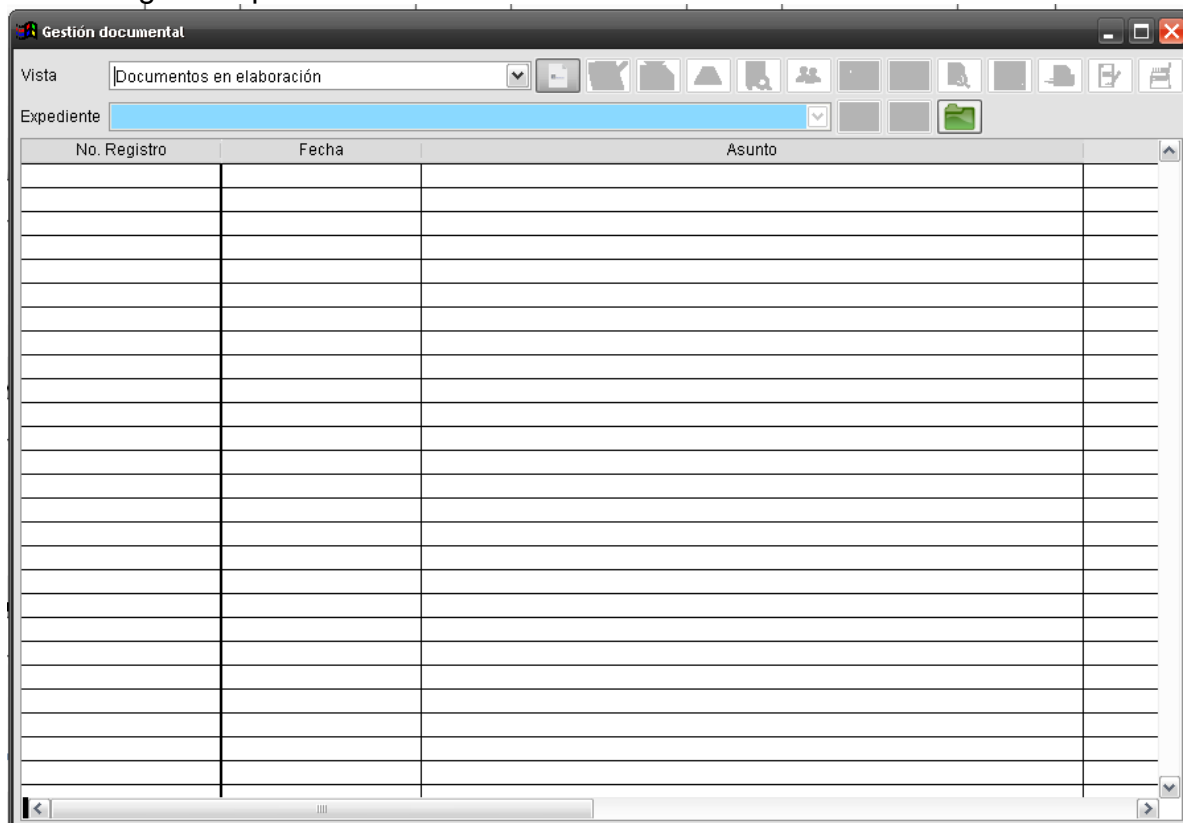 Gestión documental
Vista Documentos en elaboración
Expediente
No. Registro Fecha Asunto